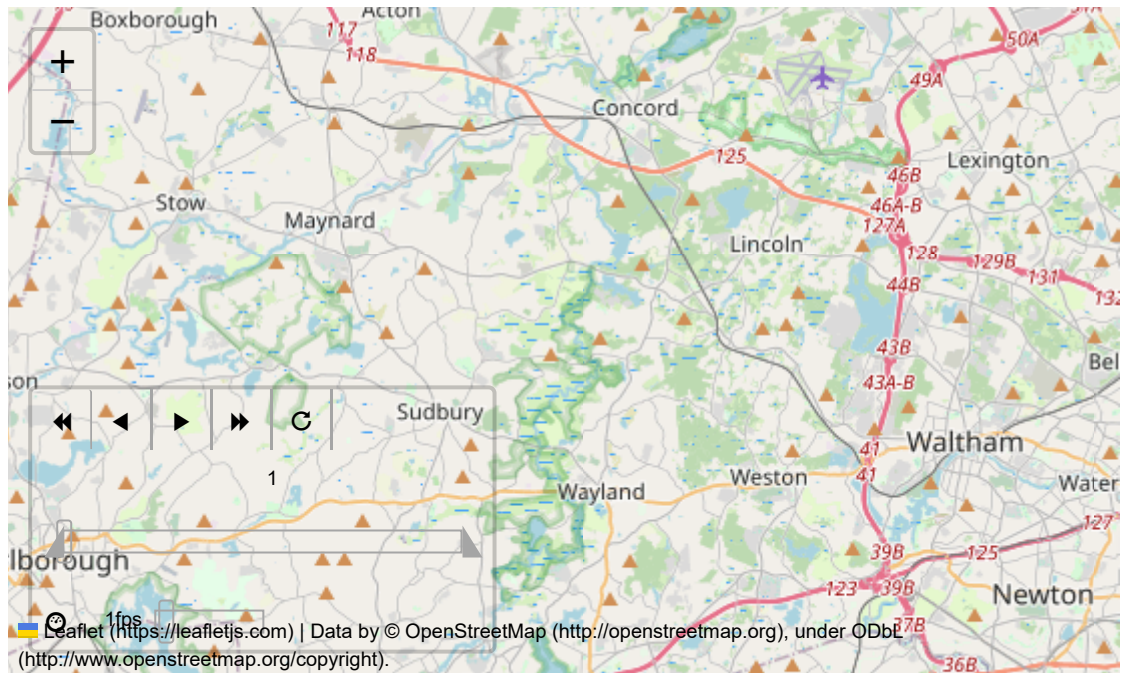 Boxborough
Acton
117
118
50A
+
49A
−
Concord
125
46B
Lexington
46A-B
Stow
127A
Maynard
Lincoln
128
129B
131
44B
132
43B
Bel
son
43A-B
Sudbury
Waltham
41
41
1
Weston
Water
Wayland
127
39B
125
lborough
123
39B
Newton
1fps
37B
Leaflet (https://leafletjs.com) | Data by © OpenStreetMap (http://openstreetmap.org), under ODbL
(http://www.openstreetmap.org/copyright).
36B